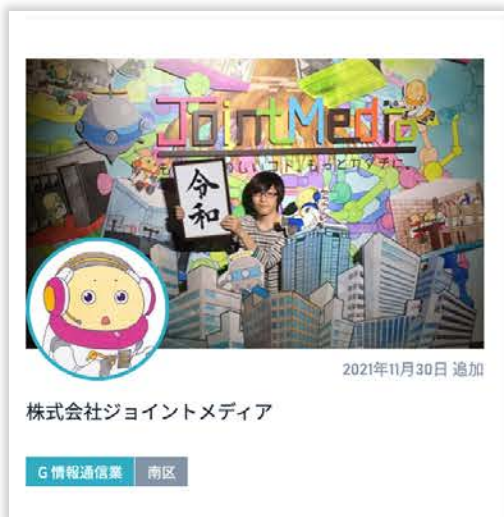 JointMedia
令和
2021年11月30日 追加
株式会社ジョイントメディア
G 情報通信業
南区